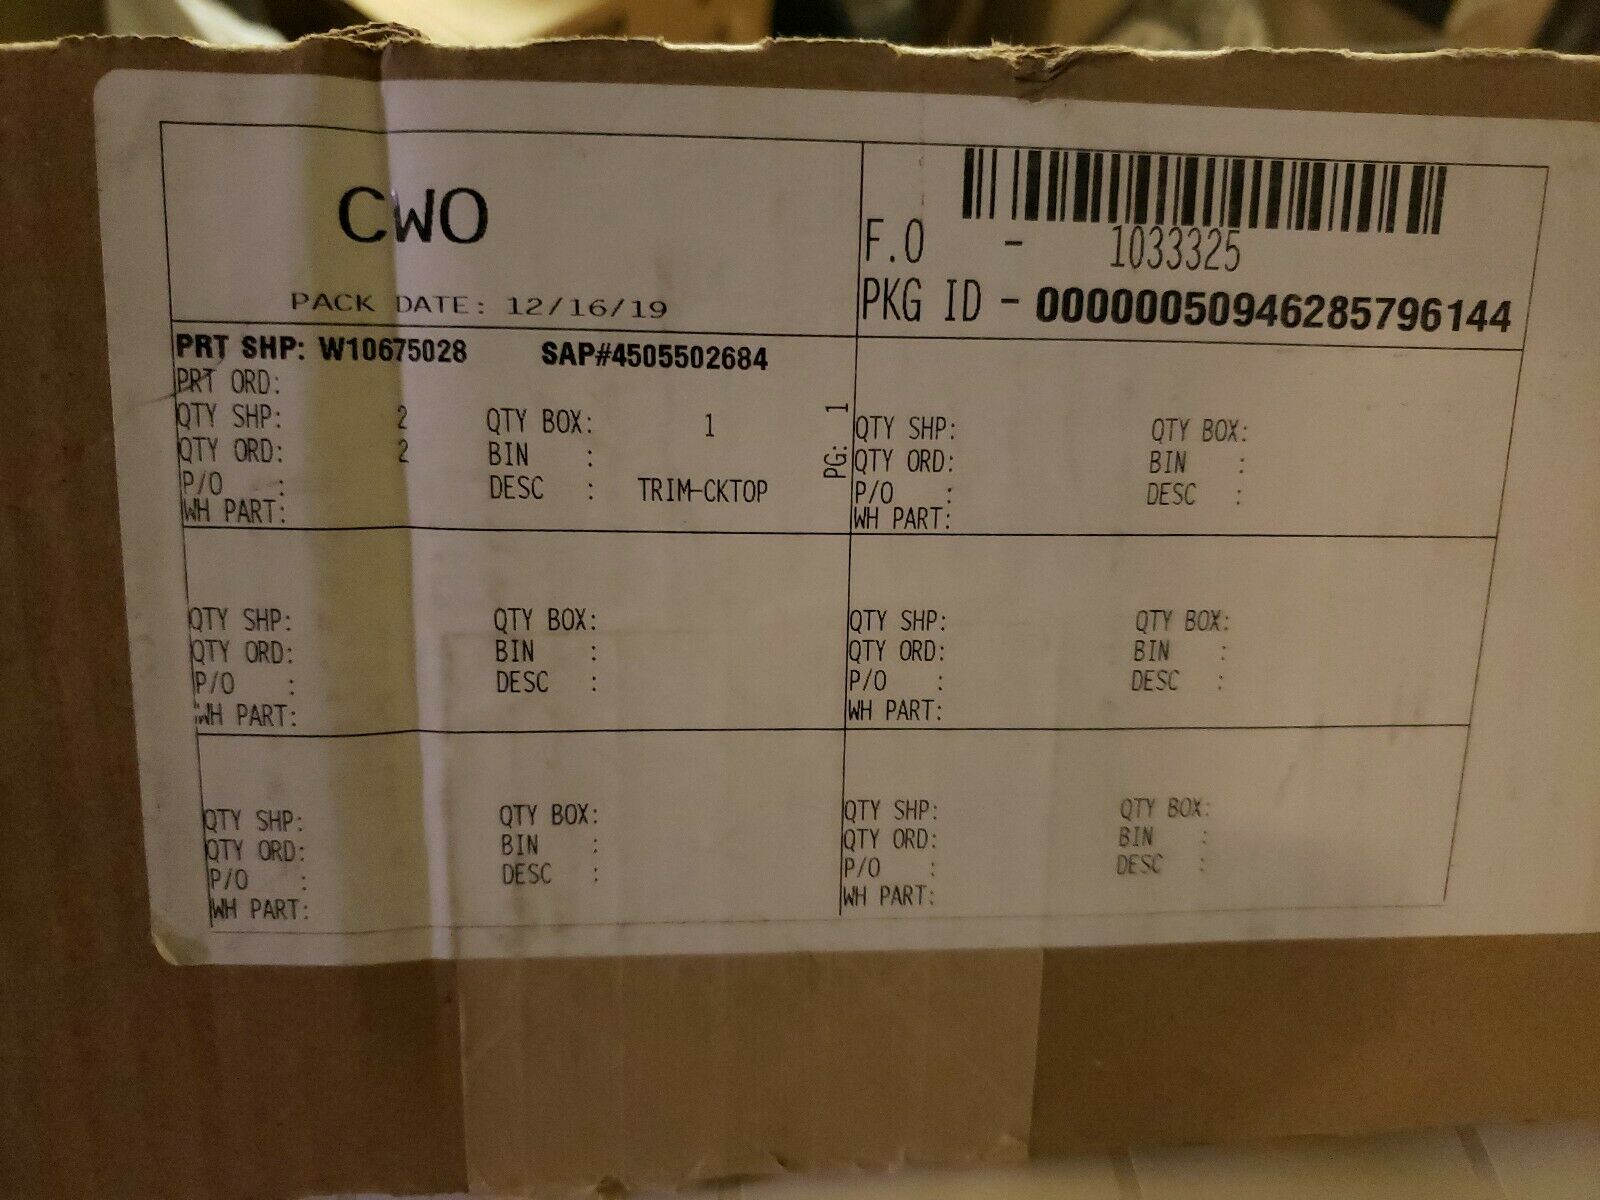 CWO
PACK DATE: 12/16/19
F.O - 1033325
PKG ID - 00000050946285796144
PRT SHP: W10675028 SAP#4505502684
PRT ORD:
QTY SHP: 2 QTY BOX: 1
QTY ORD: 2 BIN :
P/O : DESC : TRIM-CKTOP
WH PART:
PG: 1
QTY SHP: QTY BOX:
QTY ORD: BIN :
P/O : DESC :
WH PART:
QTY SHP: QTY BOX:
QTY ORD: BIN :
P/O : DESC :
WH PART:
QTY SHP: QTY BOX:
QTY ORD: BIN :
P/O : DESC :
WH PART:
QTY SHP: QTY BOX:
QTY ORD: BIN :
P/O : DESC :
WH PART:
QTY SHP: QTY BOX:
QTY ORD: BIN :
P/O : DESC :
WH PART: